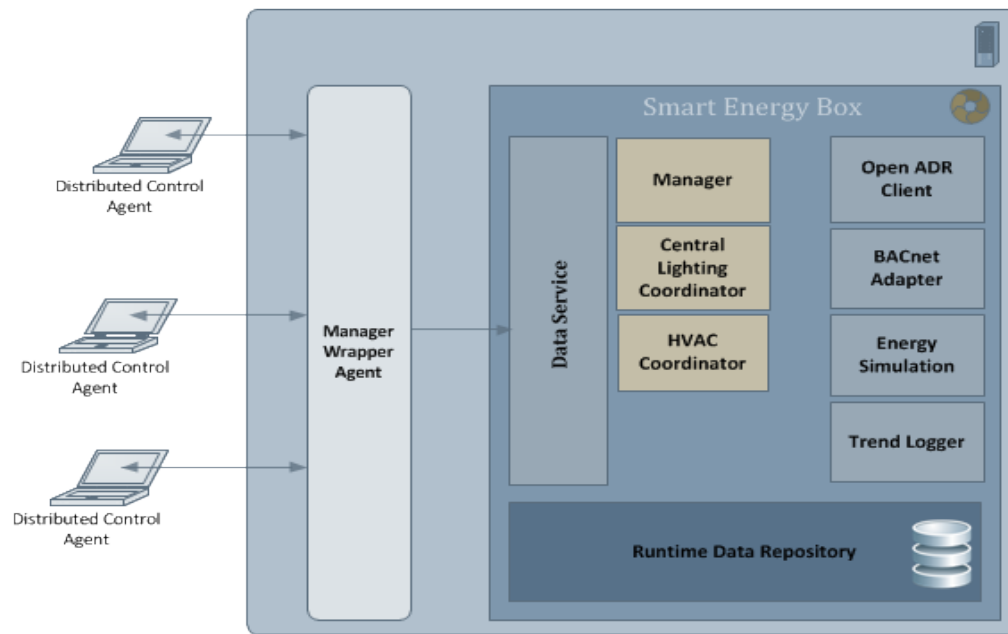 Smart Energy Box
Distributed Control
Agent
Distributed Control
Agent
Distributed Control
Agent
Manager
Wrapper
Agent
Data Service
Manager
Central
Lighting
Coordinator
HVAC
Coordinator
Open ADR
Client
BACnet
Adapter
Energy
Simulation
Trend Logger
Runtime Data Repository